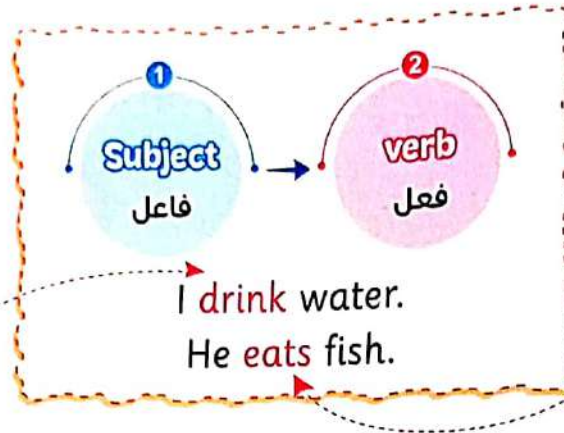 1
2
Subject
verb
فاعل
فعل
I drink water.
He eats fish.